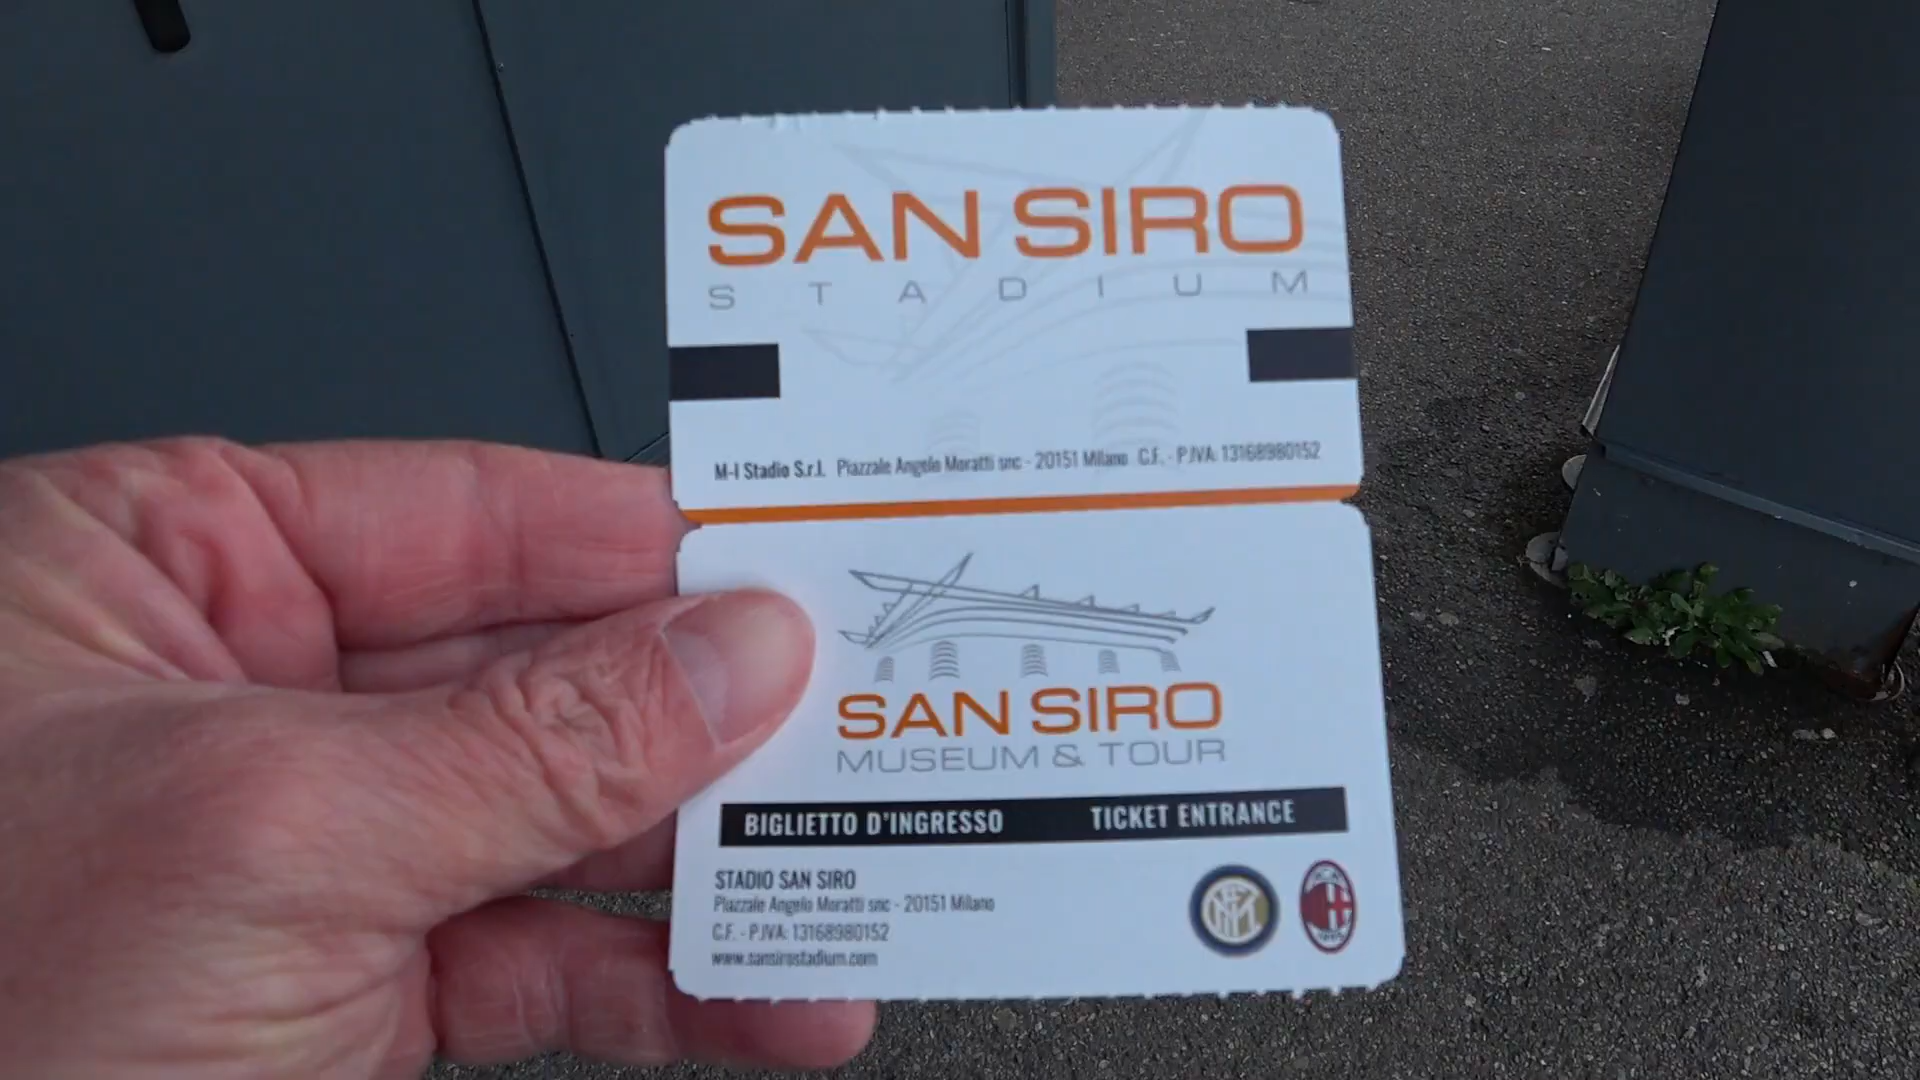 SAN SIRO
STADIUM
M-I Stadio S.r.l. Piazzale Angelo Moratti snc - 20151 Milano C.F. - P.IVA: 13168980152
SAN SIRO
MUSEUM & TOUR
BIGLIETTO D'INGRESSO TICKET ENTRANCE
STADIO SAN SIRO
Piazzale Angelo Moratti snc - 20151 Milano
C.F. - P.IVA: 13168980152
www.sansirostadium.com